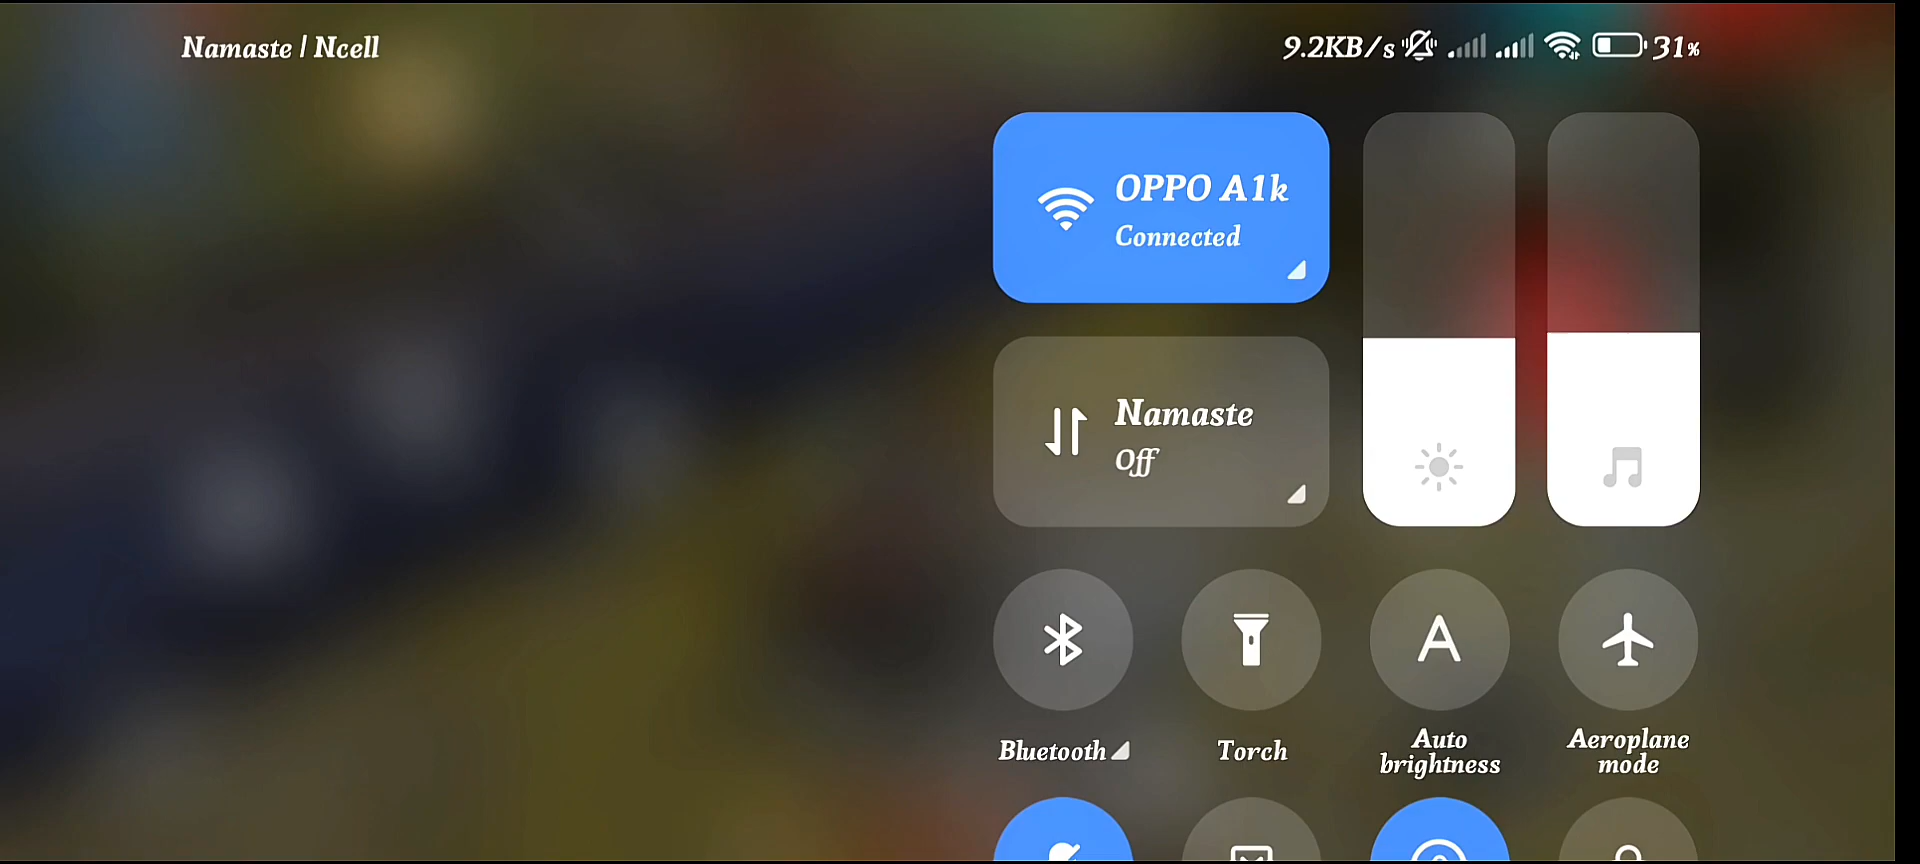 Namaste | Ncell
9.2KB/s 31%
OPPO A1k
Connected
Namaste
Off
Bluetooth
Torch
A
Auto
brightness
Aeroplane
mode